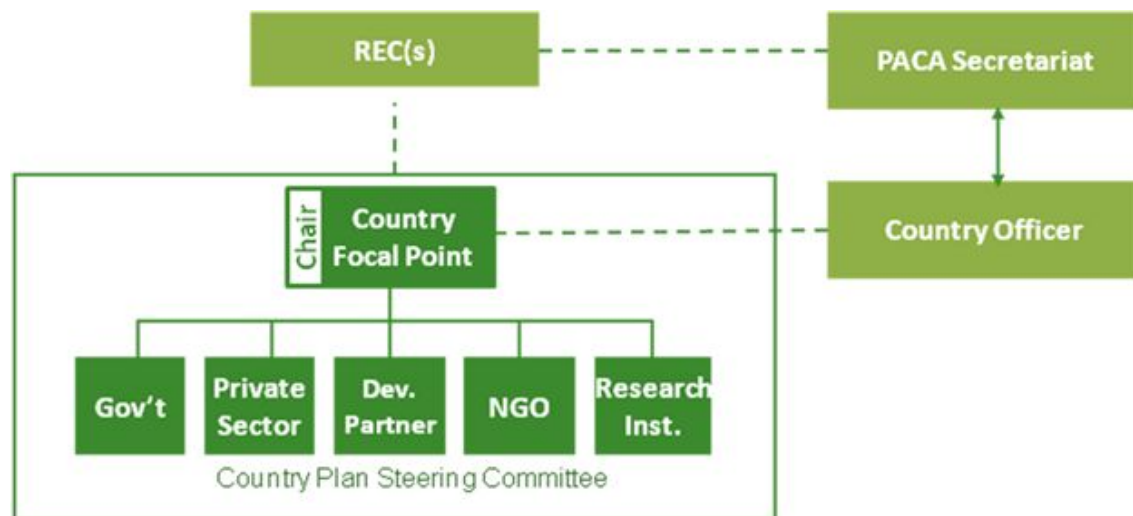 REC(s)
PACA Secretariat
Chair
Country
Focal Point
Country Officer
Gov't
Private
Sector
Dev.
Partner
NGO
Research
Inst.
Country Plan Steering Committee